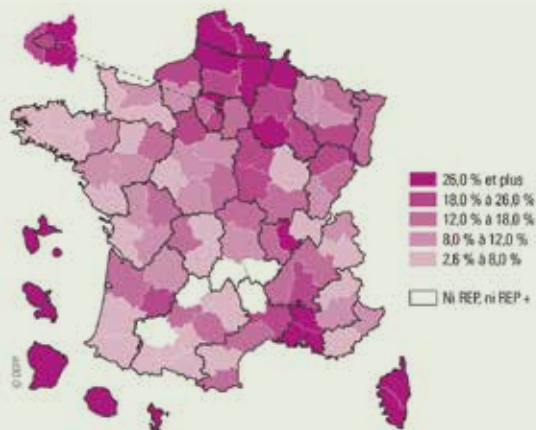 26,0 % et plus
18,0 % à 26,0 %
12,0 % à 18,0 %
8,0 % à 12,0 %
2,6 % à 8,0 %
Ni REP, ni REP +
© DEPP